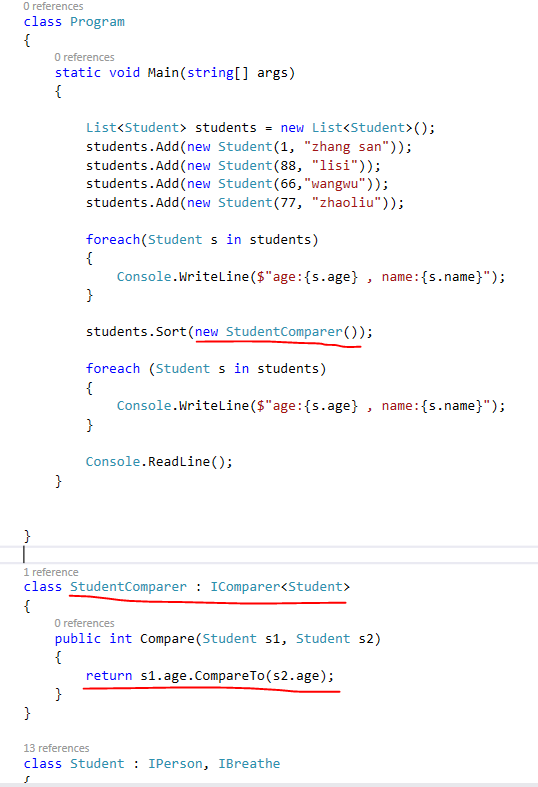 0 references
class Program
{
0 references
static void Main(string[] args)
{
List<Student> students = new List<Student>();
students.Add(new Student(1, "zhang san"));
students.Add(new Student(88, "lisi"));
students.Add(new Student(66,"wangwu"));
students.Add(new Student(77, "zhaoliu"));
foreach(Student s in students)
{
Console.WriteLine($"age:{s.age} , name:{s.name}");
}
students.Sort(new StudentComparer());
foreach (Student s in students)
{
Console.WriteLine($"age:{s.age} , name:{s.name}");
}
Console.ReadLine();
}
}
1 reference
class StudentComparer : IComparer<Student>
{
0 references
public int Compare(Student s1, Student s2)
{
return s1.age.CompareTo(s2.age);
}
}
13 references
class Student : IPerson, IBreathe
{